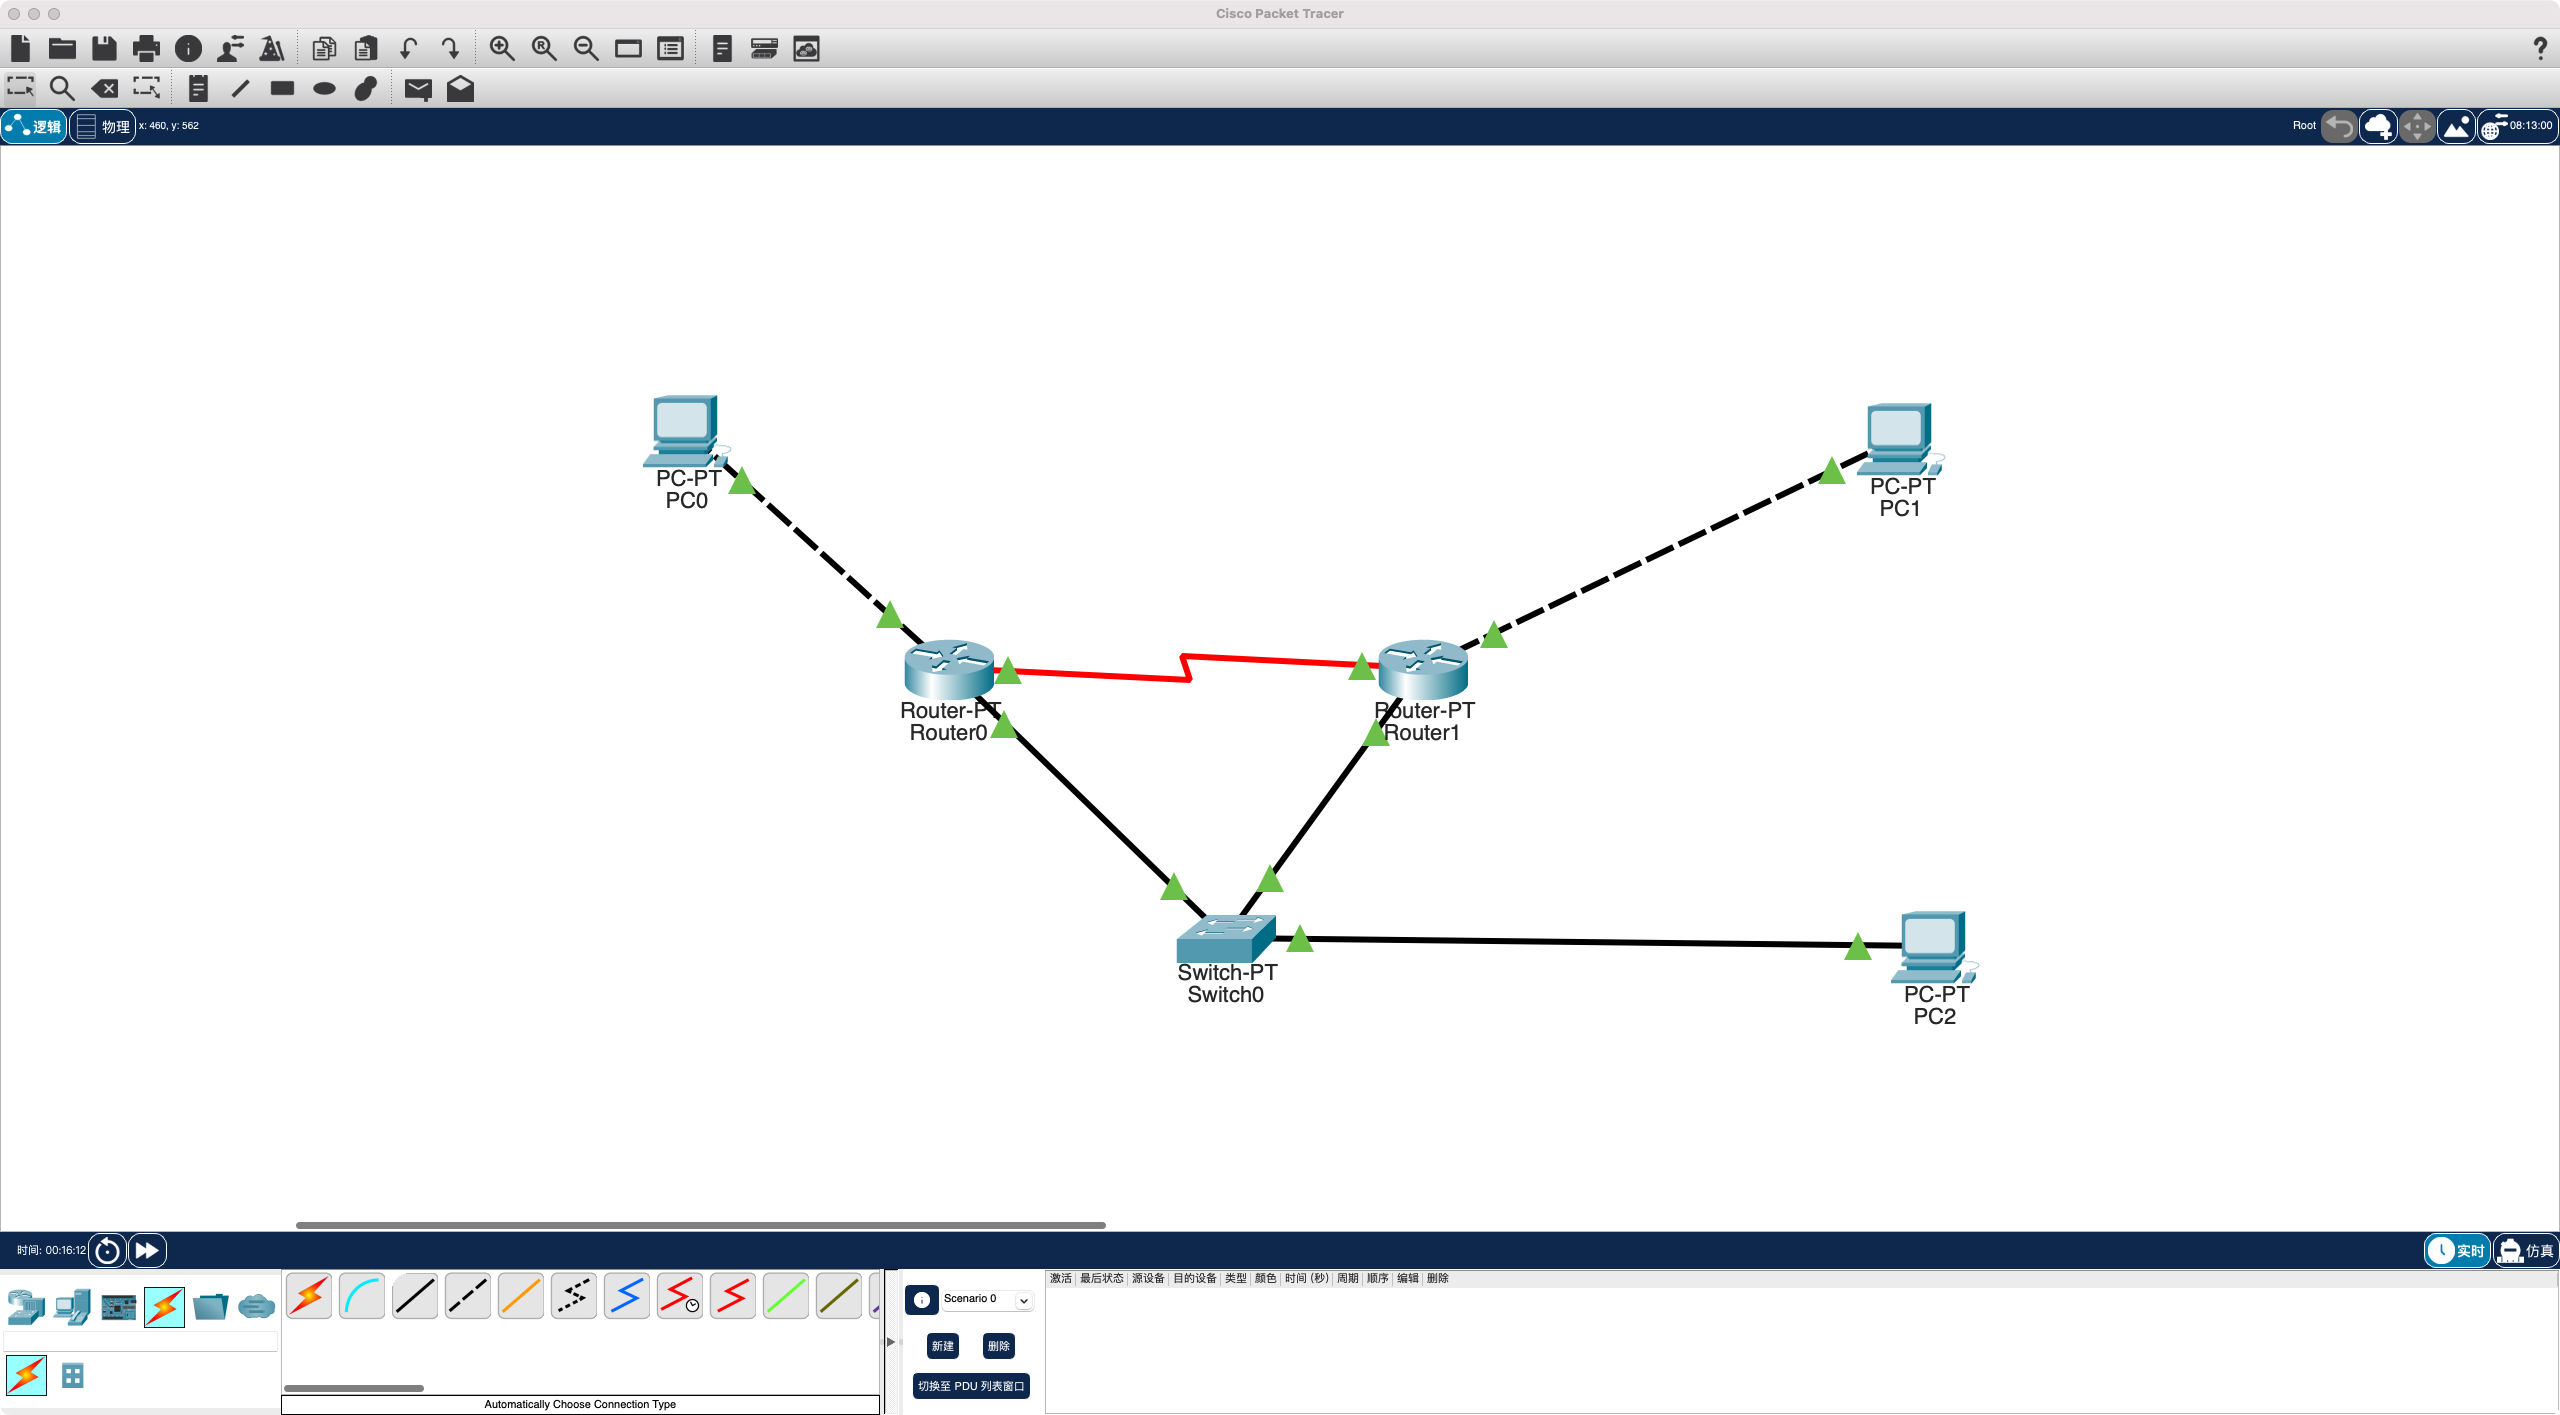 Cisco Packet Tracer
逻辑 物理 x: 460, y: 562 Root 08:13:00
PC-PT
PC0
PC-PT
PC1
Router-PT
Router0
Router-PT
Router1
Switch-PT
Switch0
PC-PT
PC2
时间: 00:16:12 实时 仿真
激活 最后状态 源设备 目的设备 类型 颜色 时间 (秒) 周期 顺序 编辑 删除
Scenario 0
新建 删除
切换至 PDU 列表窗口
Automatically Choose Connection Type